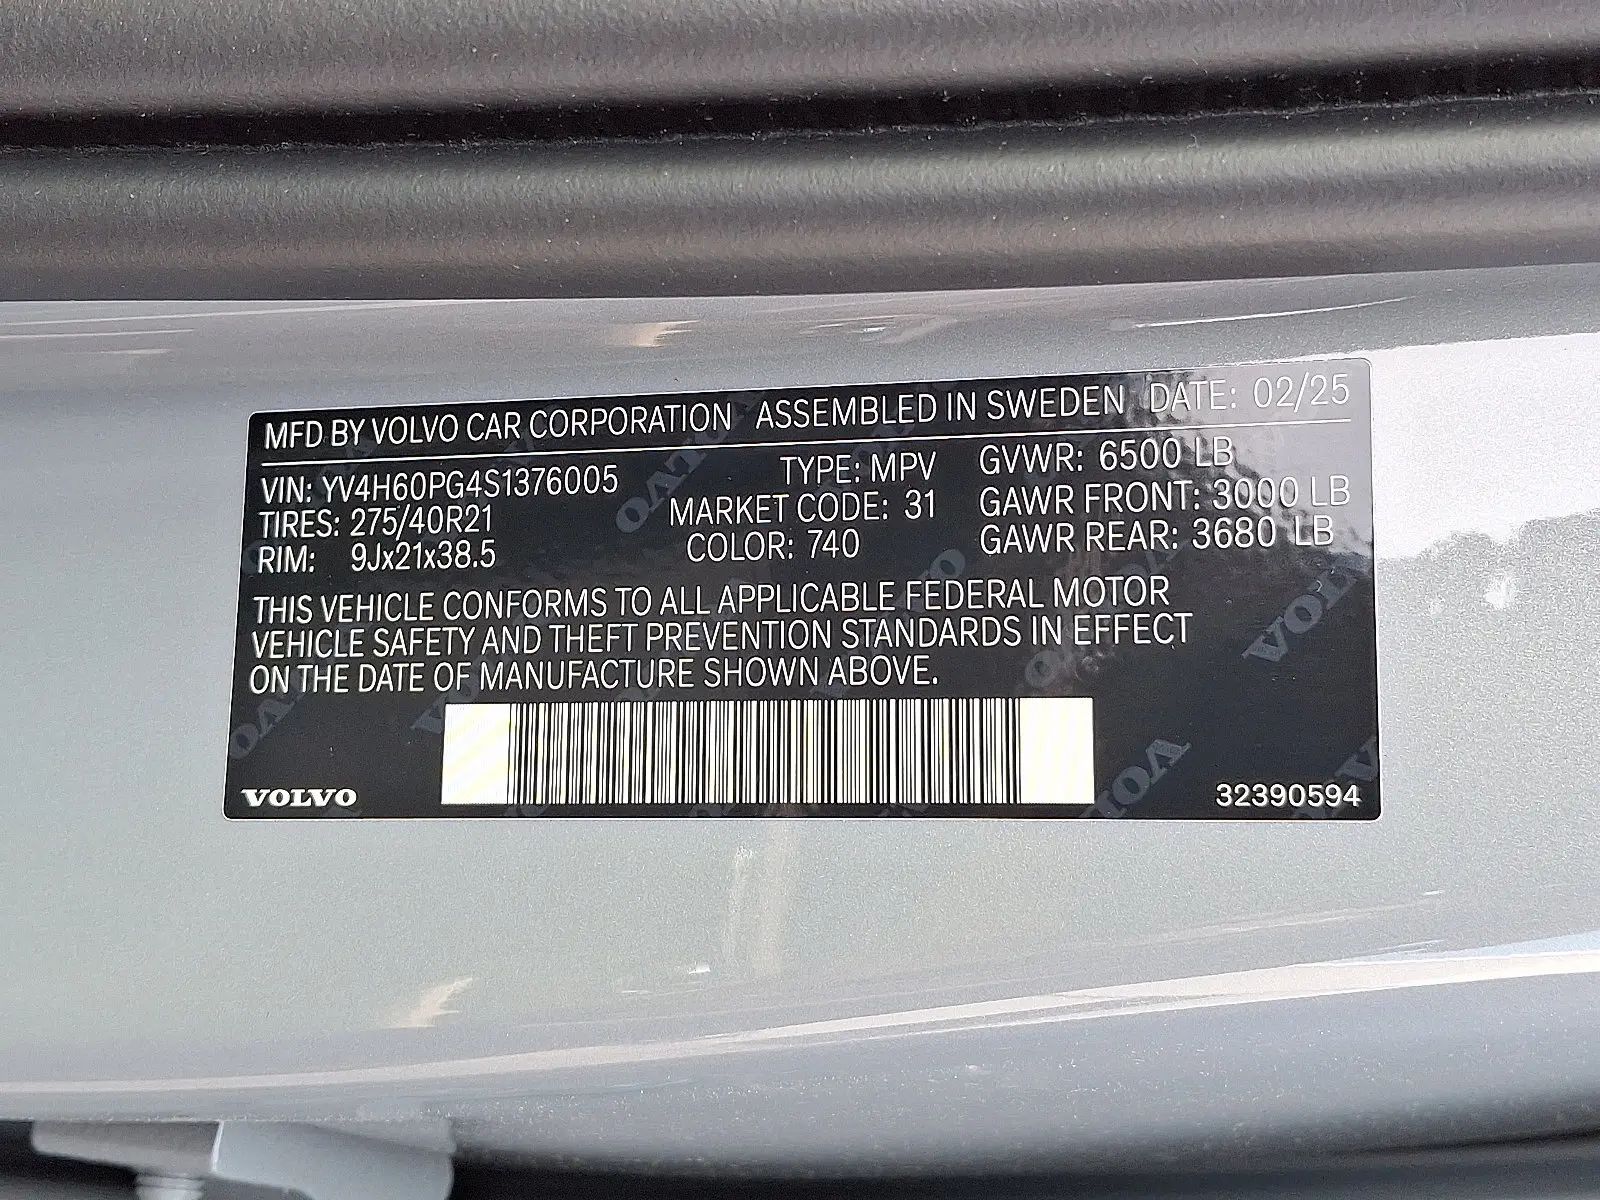 MFD BY VOLVO CAR CORPORATION ASSEMBLED IN SWEDEN DATE: 02/25
VIN: YV4H60PG4S1376005 TYPE: MPV GVWR: 6500 LB
TIRES: 275/40R21 MARKET CODE: 31 GAWR FRONT: 3000 LB
RIM: 9Jx21x38.5 COLOR: 740 GAWR REAR: 3680 LB
THIS VEHICLE CONFORMS TO ALL APPLICABLE FEDERAL MOTOR
VEHICLE SAFETY AND THEFT PREVENTION STANDARDS IN EFFECT
ON THE DATE OF MANUFACTURE SHOWN ABOVE.
VOLVO 32390594